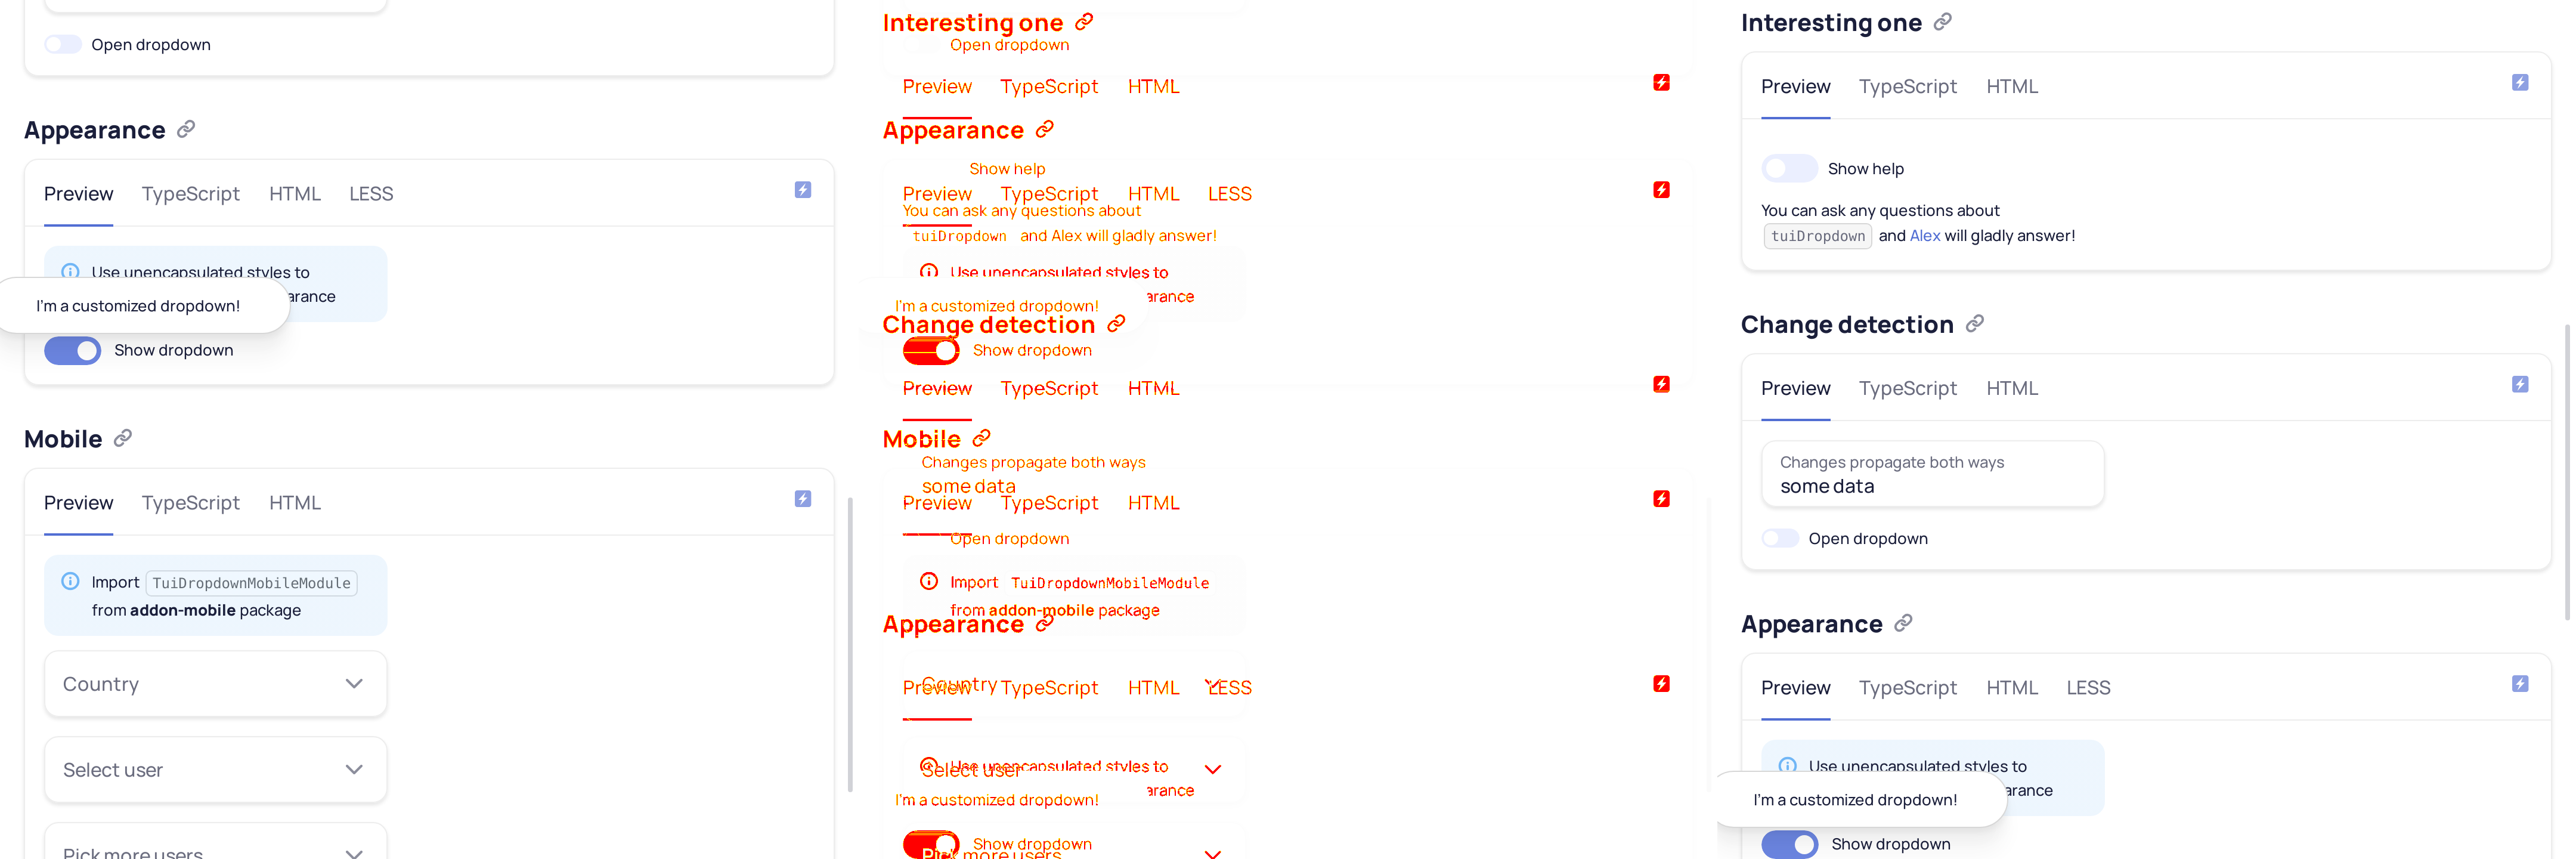 Open dropdown
Appearance
Preview TypeScript HTML LESS
Use unencapsulated styles to
arance
I'm a customized dropdown!
Show dropdown
Mobile
Preview TypeScript HTML
Import TuiDropdownMobileModule
from addon-mobile package
Country
Select user
Pick more users
Interesting one
Open dropdown
Preview TypeScript HTML
Appearance
Show help
Preview TypeScript HTML LESS
You can ask any questions about
tuiDropdown and Alex will gladly answer!
Use unencapsulated styles to
arance
I'm a customized dropdown!
Change detection
Show dropdown
Preview TypeScript HTML
Mobile
Changes propagate both ways
some data
Preview TypeScript HTML
Open dropdown
Import TuiDropdownMobileModule
from addon-mobile package
Appearance
Country
Preview TypeScript HTML LESS
Use unencapsulated styles to
Select user
arance
I'm a customized dropdown!
Show dropdown
Pick more users
Interesting one
Preview TypeScript HTML
Show help
You can ask any questions about
tuiDropdown and Alex will gladly answer!
Change detection
Preview TypeScript HTML
Changes propagate both ways
some data
Open dropdown
Appearance
Preview TypeScript HTML LESS
Use unencapsulated styles to
arance
I'm a customized dropdown!
Show dropdown